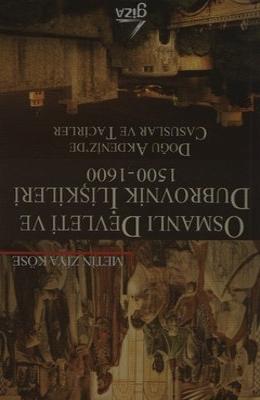 METİN ZİYA KÖSE
OSMANLI DEVLETİ VE
DUBROVNIK İLİŞKİLERİ
1500-1600
DOĞU AKDENİZ'DE
CASUSLAR VE TACİRLER
giza